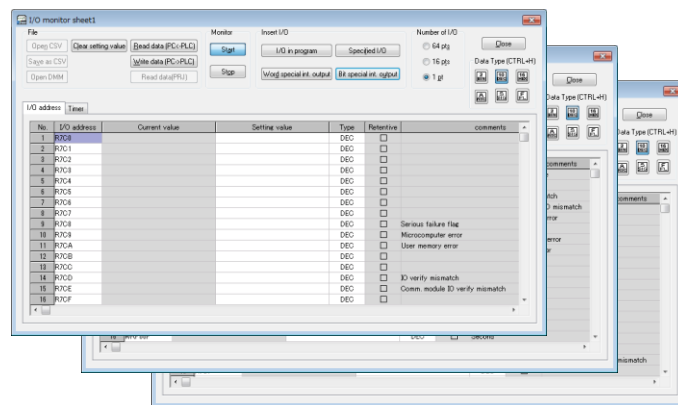 I/O monitor sheet1
File
Monitor
Insert I/O
Number of I/O
Open CSV
Clear setting value
Read data (PC<-PLC)
Start
I/O in program
Specified I/O
64 pts
Close
Save as CSV
Write data (PC->PLC)
16 pts
Data Type (CTRL+H)
Open DMM
Read data(PRJ)
Stop
Word special int. output
Bit special int. output
1 pt
I/O address
Timer
No.
I/O address
Current value
Setting value
Type
Retentive
comments
1 R7C0 DEC
2 R7C1 DEC
3 R7C2 DEC
4 R7C3 DEC
5 R7C4 DEC
6 R7C5 DEC
7 R7C6 DEC
8 R7C7 DEC
9 R7C8 DEC Serious failure flag
10 R7C9 DEC Microcomputer error
11 R7CA DEC User memory error
12 R7CB DEC
13 R7CC DEC
14 R7CD DEC IO verify mismatch
15 R7CE DEC Comm. module IO verify mismatch
16 R7CF DEC
Close
Data Type (CTRL+H)
comments
mismatch
error
DEC Second
Close
Data Type (CTRL+H)
comments
mismatch